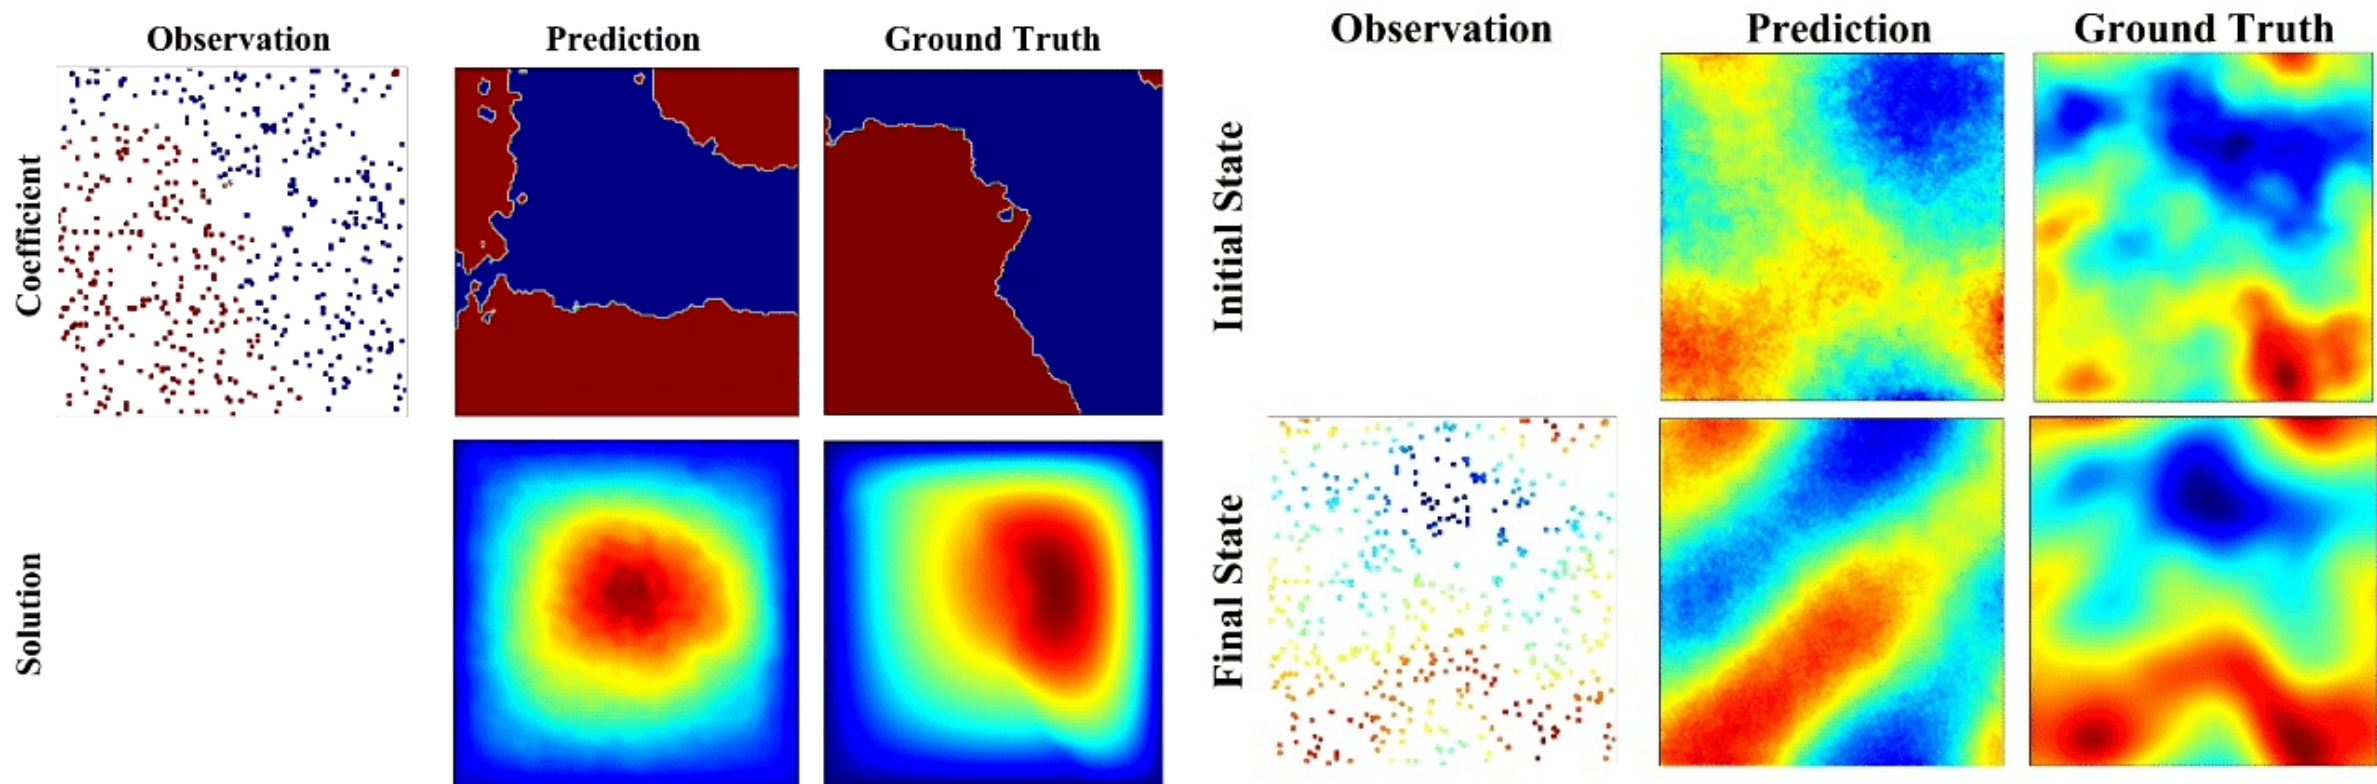 Observation Prediction Ground Truth
Coefficient
Solution
Observation Prediction Ground Truth
Initial State
Final State